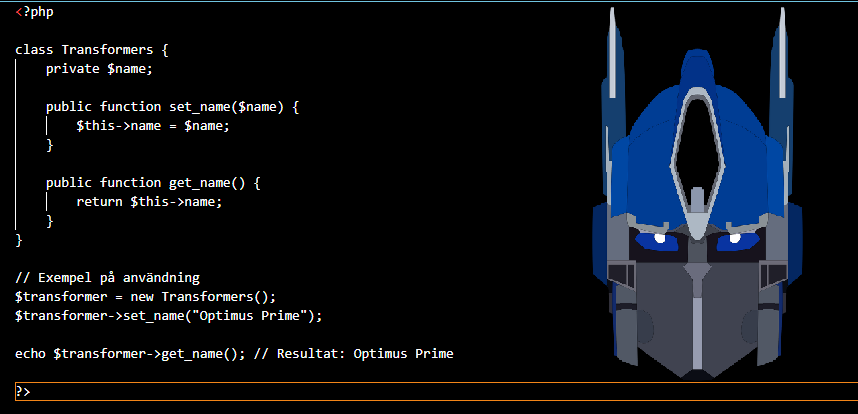 <?php
class Transformers {
private $name;
public function set_name($name) {
$this->name = $name;
}
public function get_name() {
return $this->name;
}
}
// Exempel på användning
$transformer = new Transformers();
$transformer->set_name("Optimus Prime");
echo $transformer->get_name(); // Resultat: Optimus Prime
?>